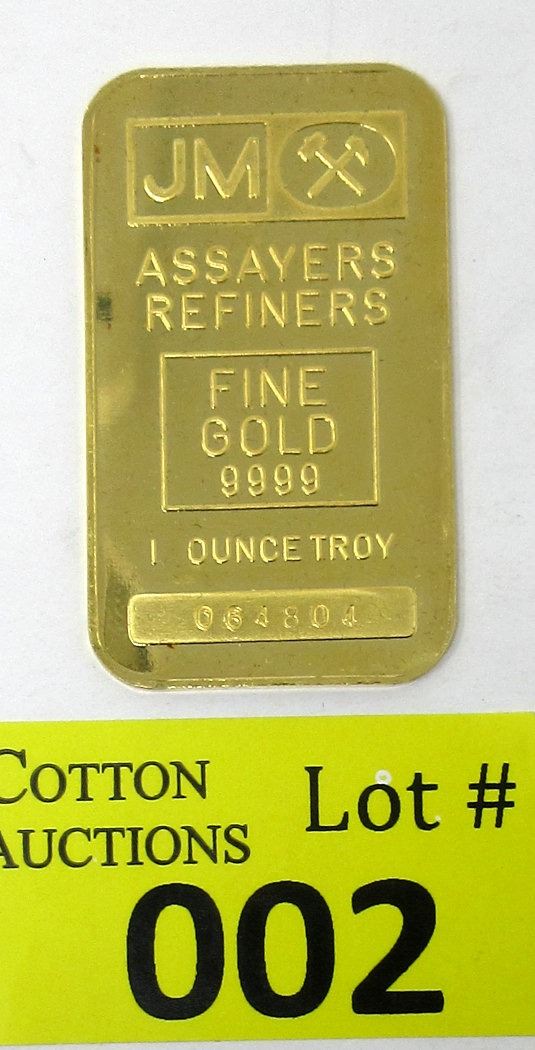 JM
ASSAYERS
REFINERS
FINE
GOLD
9999
1 OUNCE TROY
064804
COTTON
AUCTIONS
Lot #
002